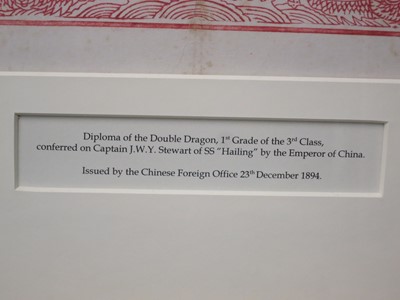 Diploma of the Double Dragon, 1st Grade of the 3rd Class,
conferred on Captain J.W.Y. Stewart of SS "Hailing" by the Emperor of China.
Issued by the Chinese Foreign Office 23th December 1894.